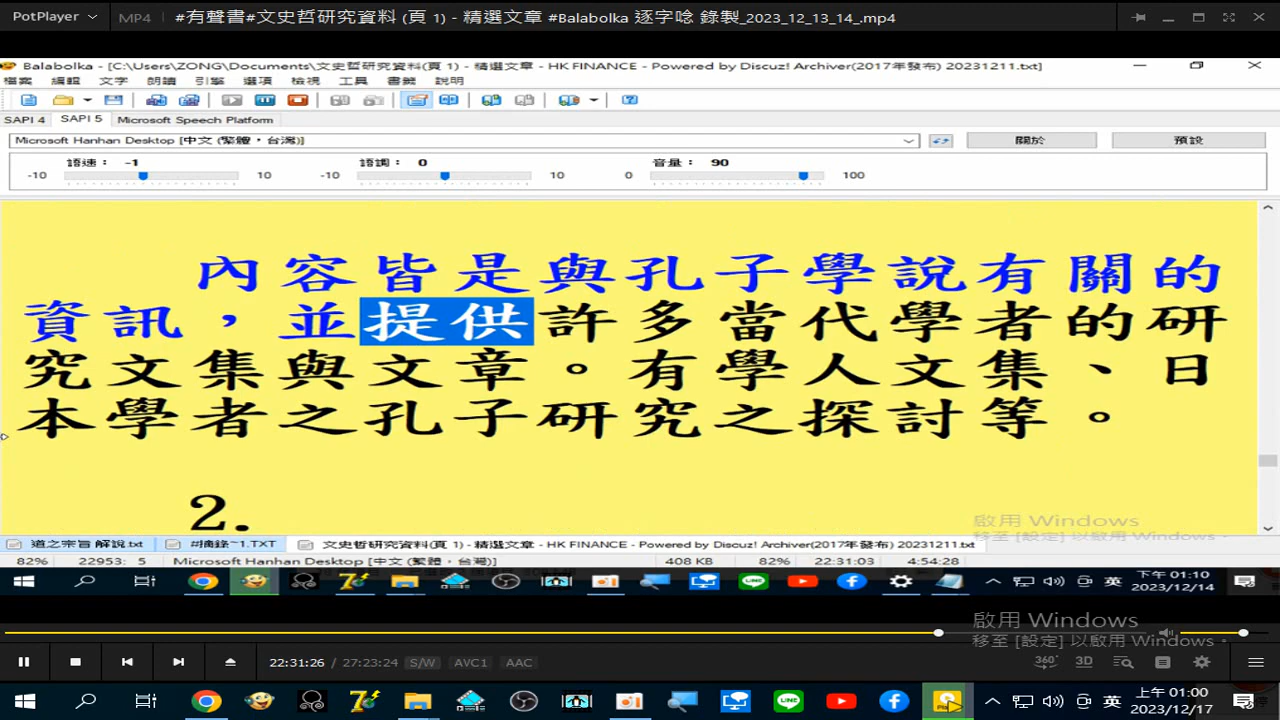 PotPlayer MP4 #有聲書#文史哲研究資料 (頁 1) - 精選文章 #Balabolka 逐字唸 錄製_2023_12_13_14_.mp4
Balabolka - [C:\Users\ZONG\Documents\文史哲研究資料(頁 1) - 精選文章 - HK FINANCE - Powered by Discuz! Archiver(2017年發布) 20231211.txt]
檔案 編輯 文字 朗讀 引擎 選項 檢視 工具 書籤 說明
SAPI 4 SAPI 5 Microsoft Speech Platform
Microsoft Hanhan Desktop [中文 (繁體，台灣)] 關於 預設
語速： -1 語調： 0 音量： 90
-10 10 -10 10 0 100
內容皆是與孔子學說有關的
資訊，並提供許多當代學者的研
究文集與文章。有學人文集、日
本學者之孔子研究之探討等。
2.
啟用 Windows
移至 [設定] 以啟用 Windows。
道之宗旨 解說.txt #摘錄~1.TXT 文史哲研究資料(頁 1) - 精選文章 - HK FINANCE - Powered by Discuz! Archiver(2017年發布) 20231211.txt
82% 22953: 5 Microsoft Hanhan Desktop [中文 (繁體，台灣)] 408 KB 82% 22:31:03 4:54:28
英 下午 01:10
2023/12/14
啟用 Windows
移至 [設定] 以啟用 Windows。
22:31:26 / 27:23:24 S/W AVC1 AAC 360° 3D
英 上午 01:00
2023/12/17